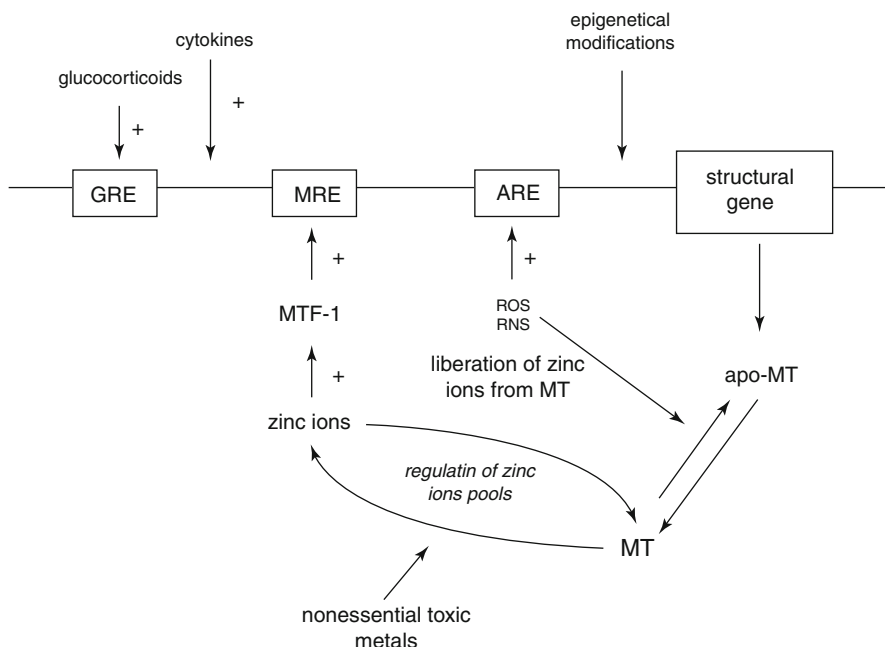 epigenetical
modifications
cytokines
glucocorticoids
+
+
GRE
MRE
ARE
structural
gene
+
+
MTF-1
ROS
RNS
+
liberation of zinc
ions from MT
apo-MT
zinc ions
regulatin of zinc
ions pools
MT
nonessential toxic
metals